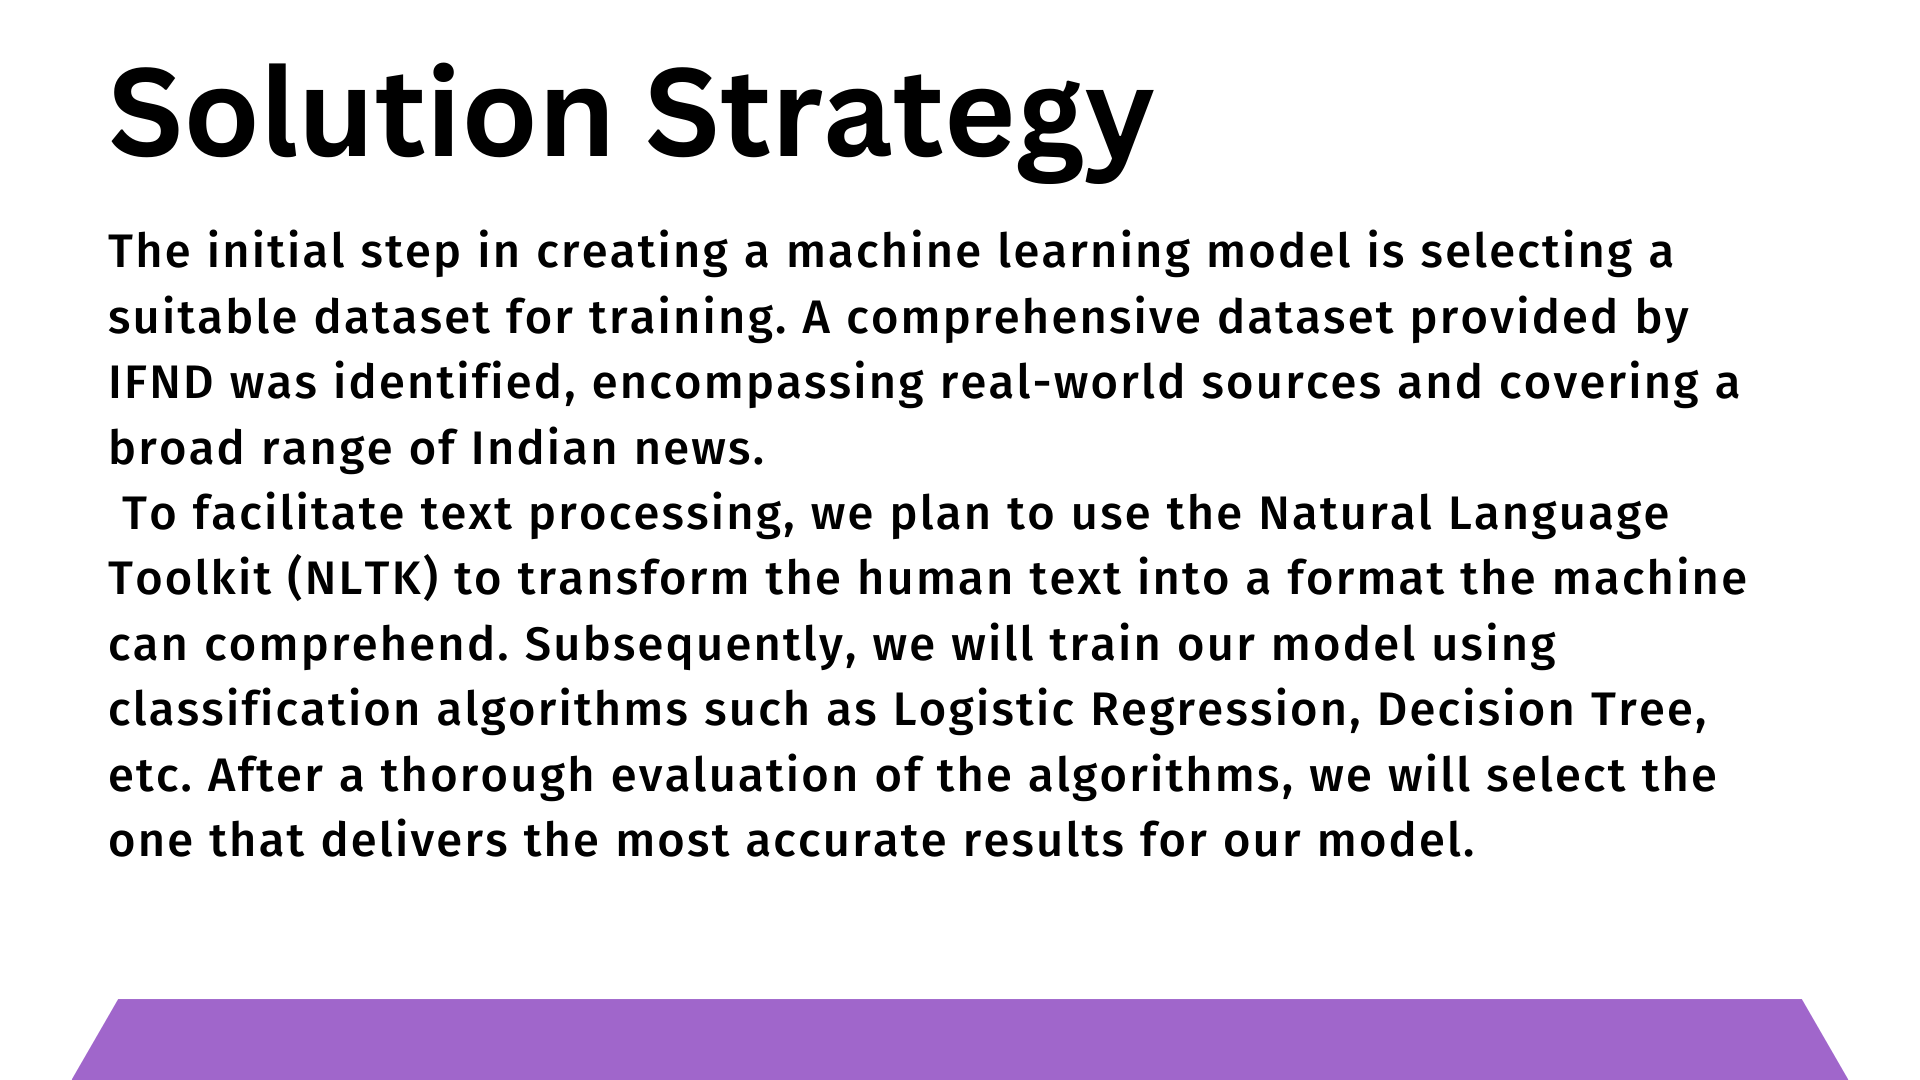 Solution Strategy
The initial step in creating a machine learning model is selecting a
suitable dataset for training. A comprehensive dataset provided by
IFND was identified, encompassing real-world sources and covering a
broad range of Indian news.
To facilitate text processing, we plan to use the Natural Language
Toolkit (NLTK) to transform the human text into a format the machine
can comprehend. Subsequently, we will train our model using
classification algorithms such as Logistic Regression, Decision Tree,
etc. After a thorough evaluation of the algorithms, we will select the
one that delivers the most accurate results for our model.